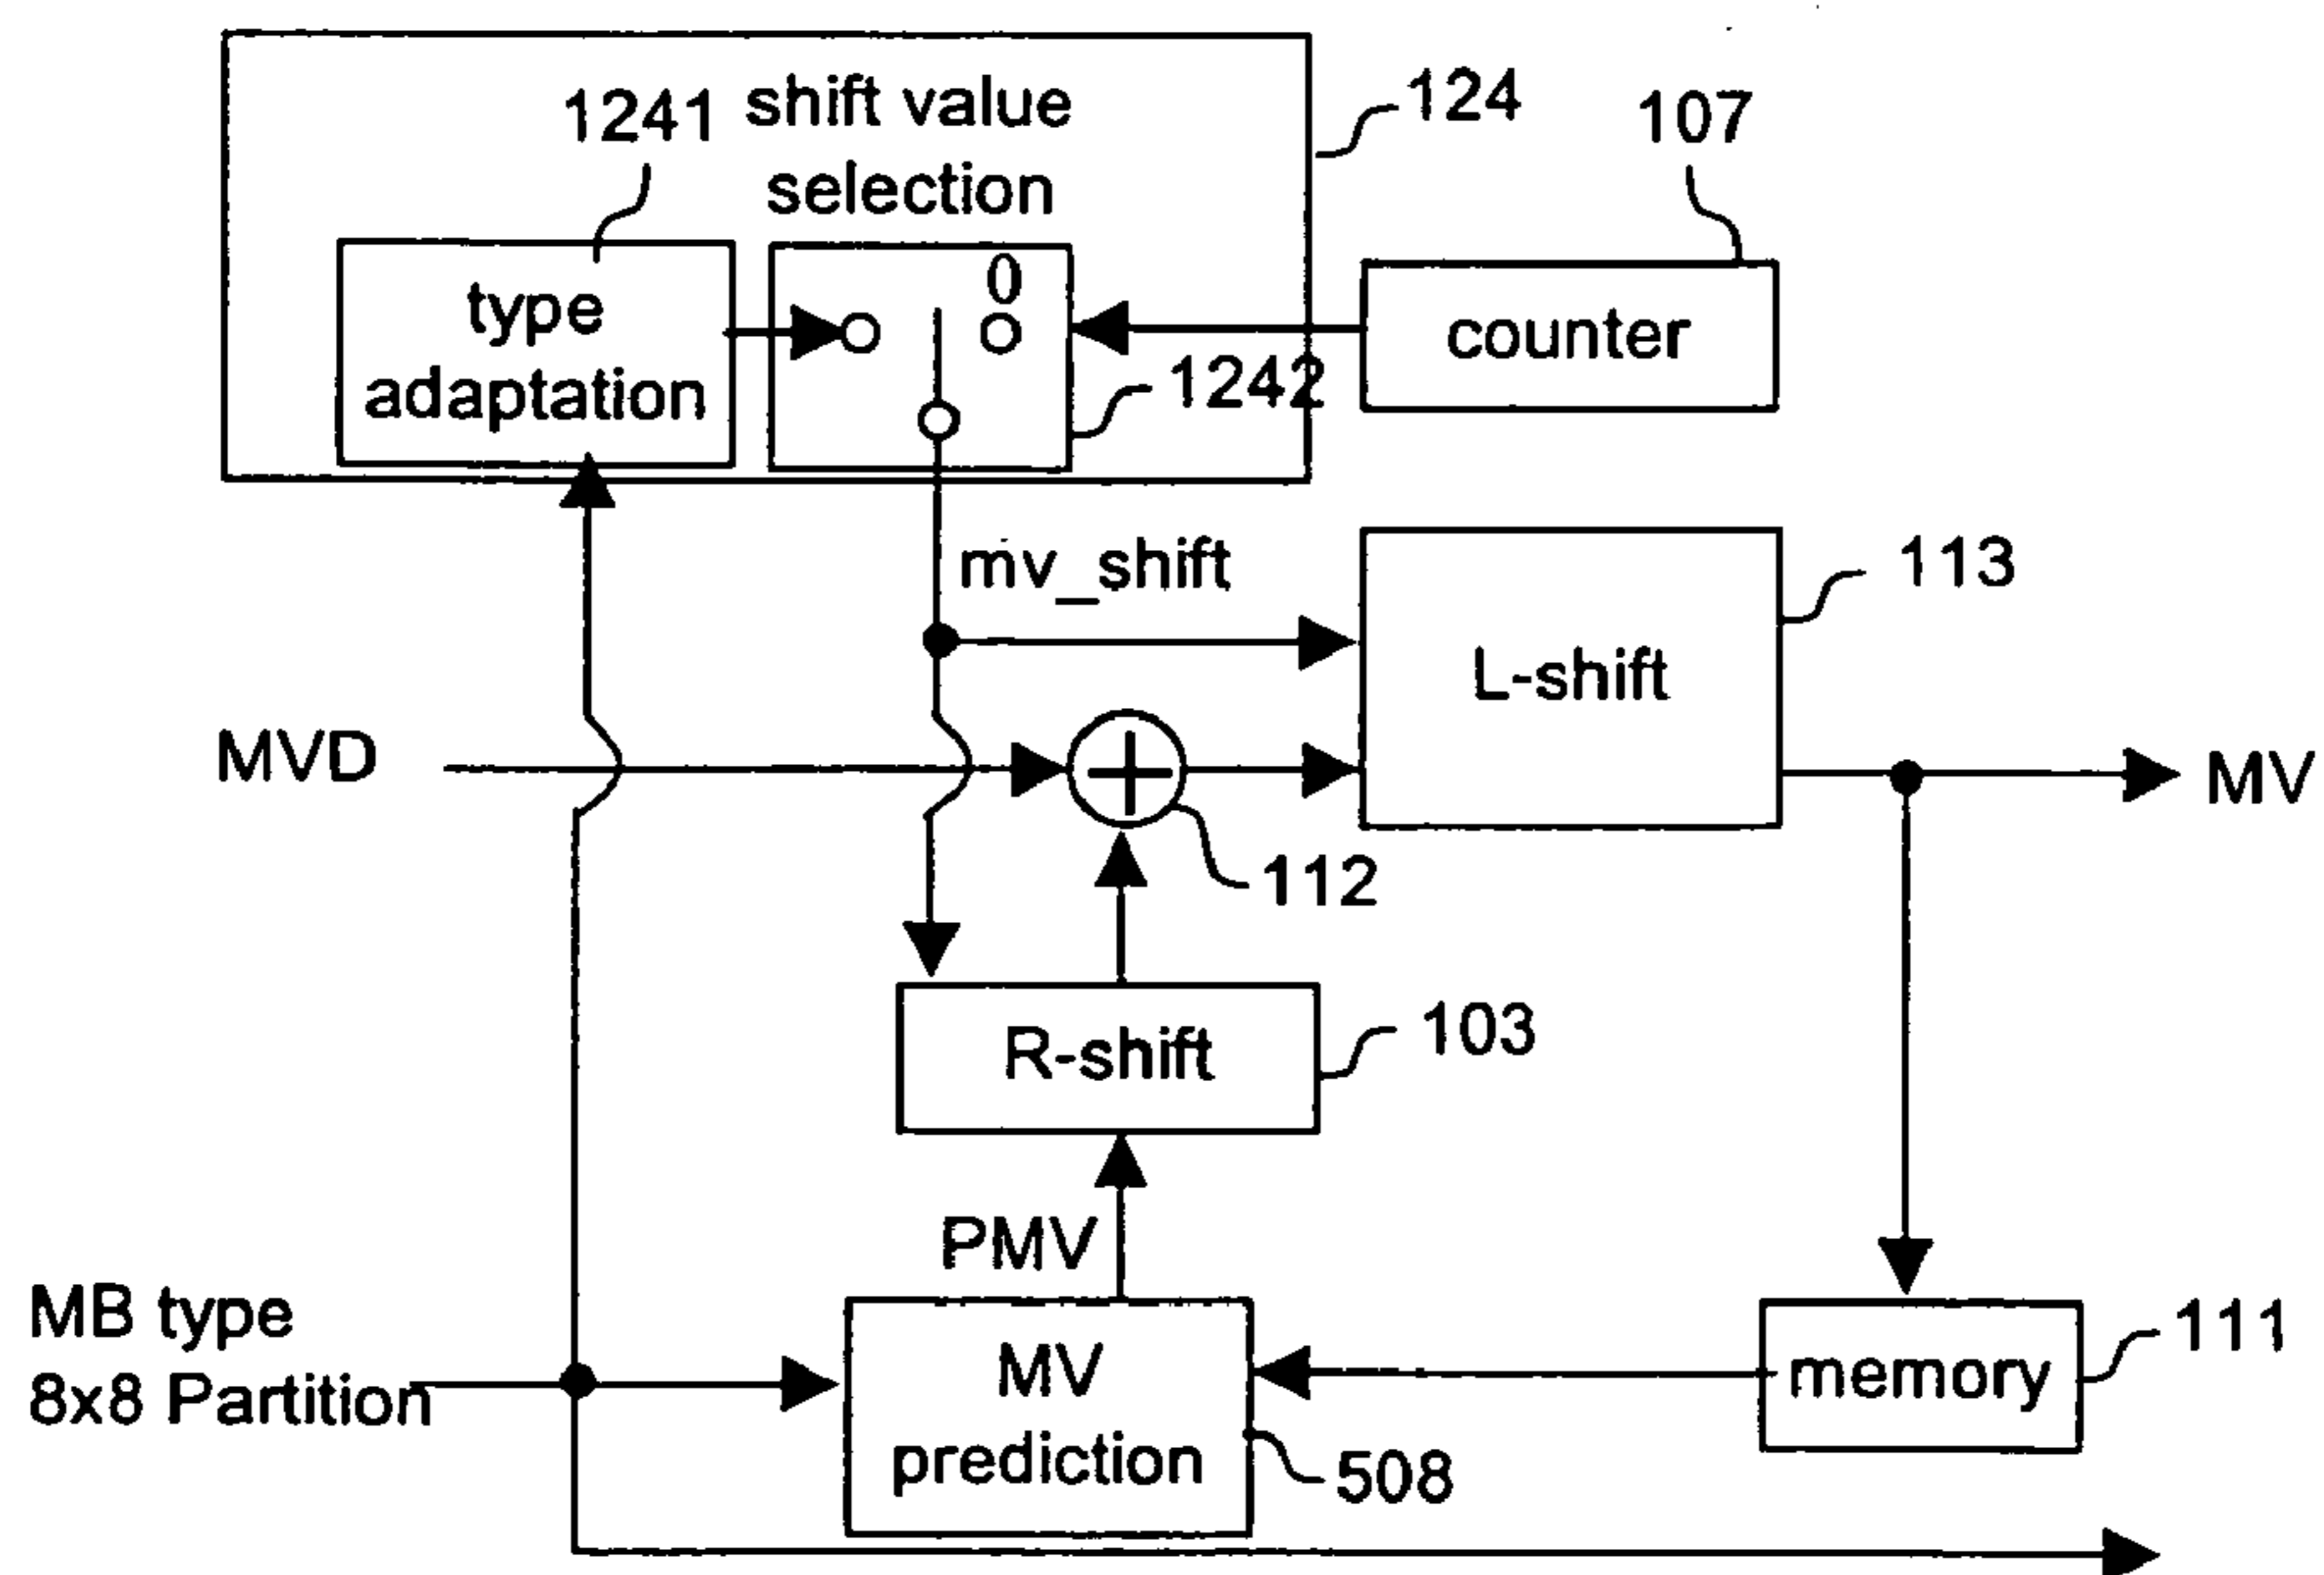 1241
shift value
selection
124
107
type
adaptation
0
1242
counter
mv_shift
113
L-shift
MVD
MV
112
R-shift
103
PMV
MB type
8x8 Partition
MV
prediction
508
memory
111